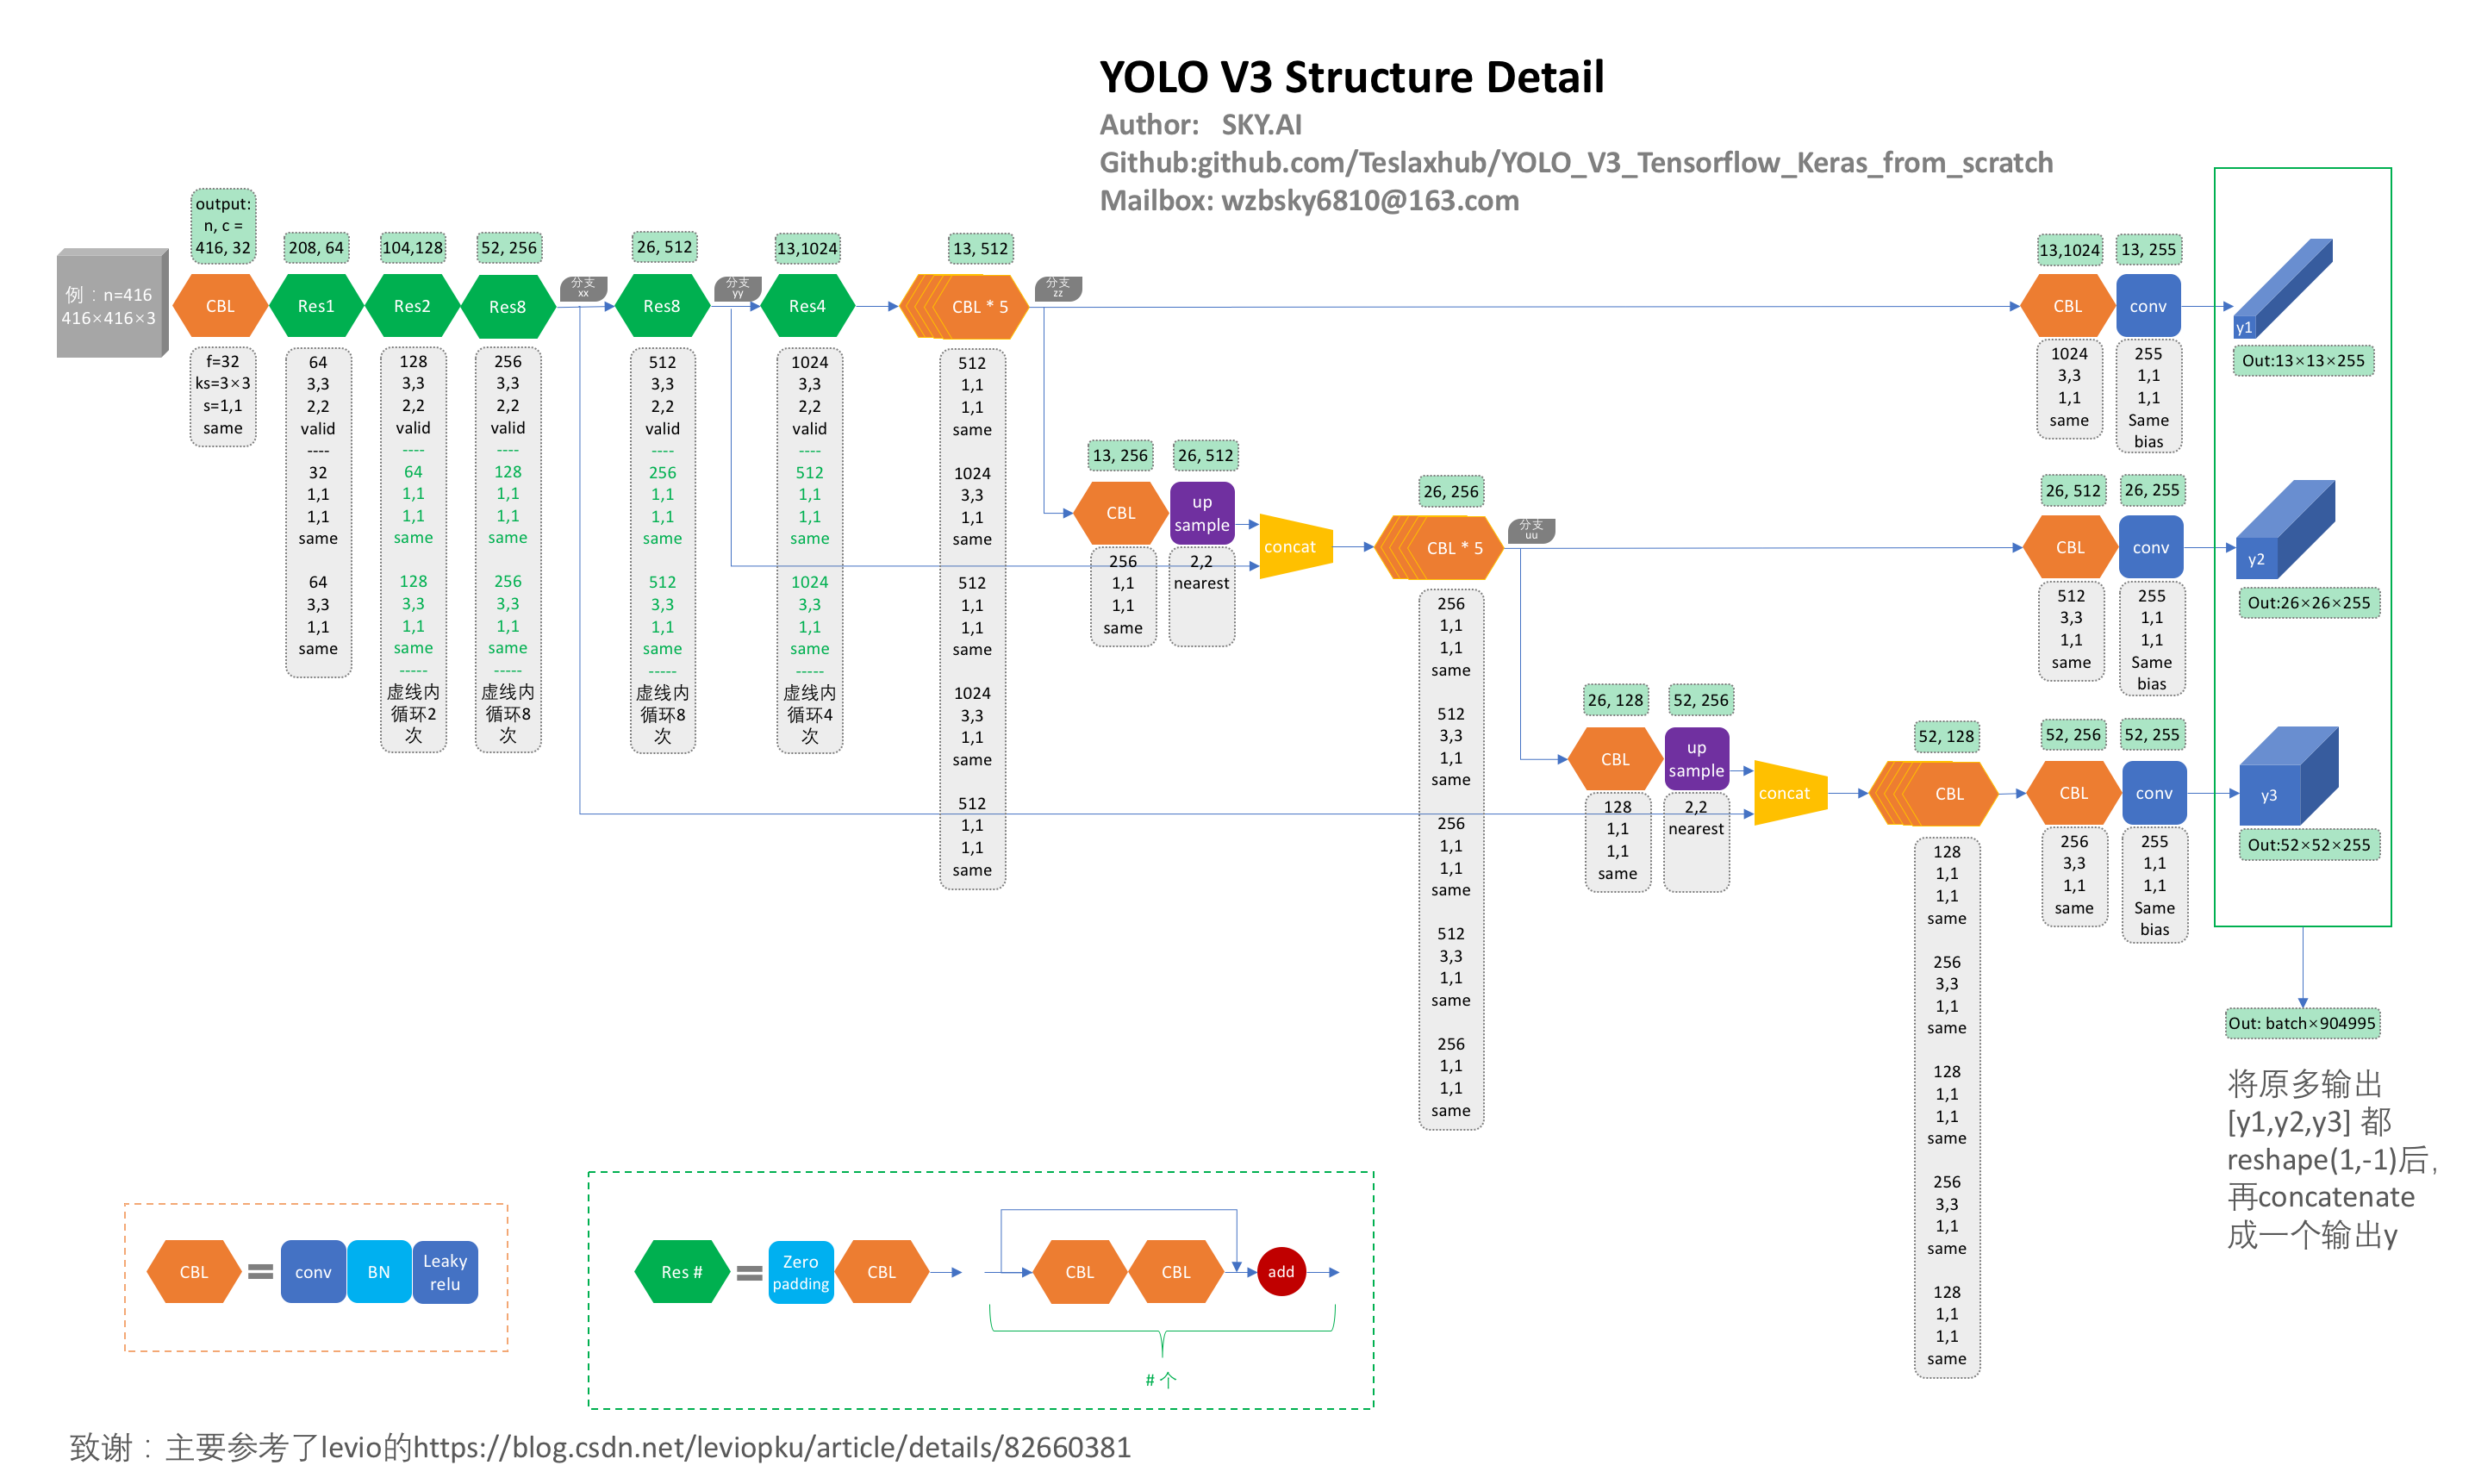 YOLO V3 Structure Detail
Author: SKY.AI
Github:github.com/Teslaxhub/YOLO_V3_Tensorflow_Keras_from_scratch
Mailbox: wzbsky6810@163.com
例：n=416
416×416×3
output:
n, c =
416, 32
CBL
f=32
ks=3×3
s=1,1
same
208, 64
Res1
64
3,3
2,2
valid
----
32
1,1
1,1
same
64
3,3
1,1
same
104,128
Res2
128
3,3
2,2
valid
----
64
1,1
1,1
same
128
3,3
1,1
same
-----
虚线内
循环2
次
52, 256
Res8
256
3,3
2,2
valid
----
128
1,1
1,1
same
256
3,3
1,1
same
-----
虚线内
循环8
次
分支
xx
26, 512
Res8
512
3,3
2,2
valid
----
256
1,1
1,1
same
512
3,3
1,1
same
-----
虚线内
循环8
次
分支
yy
13,1024
Res4
1024
3,3
2,2
valid
----
512
1,1
1,1
same
1024
3,3
1,1
same
-----
虚线内
循环4
次
13, 512
CBL * 5
512
1,1
1,1
same
1024
3,3
1,1
same
512
1,1
1,1
same
1024
3,3
1,1
same
512
1,1
1,1
same
分支
zz
13,1024
CBL
1024
3,3
1,1
same
13, 255
conv
255
1,1
1,1
Same
bias
y1
Out:13×13×255
13, 256
CBL
256
1,1
1,1
same
26, 512
up
sample
2,2
nearest
concat
26, 256
CBL * 5
256
1,1
1,1
same
512
3,3
1,1
same
256
1,1
1,1
same
512
3,3
1,1
same
256
1,1
1,1
same
分支
uu
26, 512
CBL
512
3,3
1,1
same
26, 255
conv
255
1,1
1,1
Same
bias
y2
Out:26×26×255
26, 128
CBL
128
1,1
1,1
same
52, 256
up
sample
2,2
nearest
concat
52, 128
CBL
128
1,1
1,1
same
256
3,3
1,1
same
128
1,1
1,1
same
256
3,3
1,1
same
128
1,1
1,1
same
52, 256
CBL
256
3,3
1,1
same
52, 255
conv
255
1,1
1,1
Same
bias
y3
Out:52×52×255
Out: batch×904995
将原多输出
[y1,y2,y3] 都
reshape(1,-1)后，
再concatenate
成一个输出y
CBL
=
conv
BN
Leaky
relu
Res #
=
Zero
padding
CBL
CBL
CBL
add
# 个
致谢：主要参考了levio的https://blog.csdn.net/leviopku/article/details/82660381